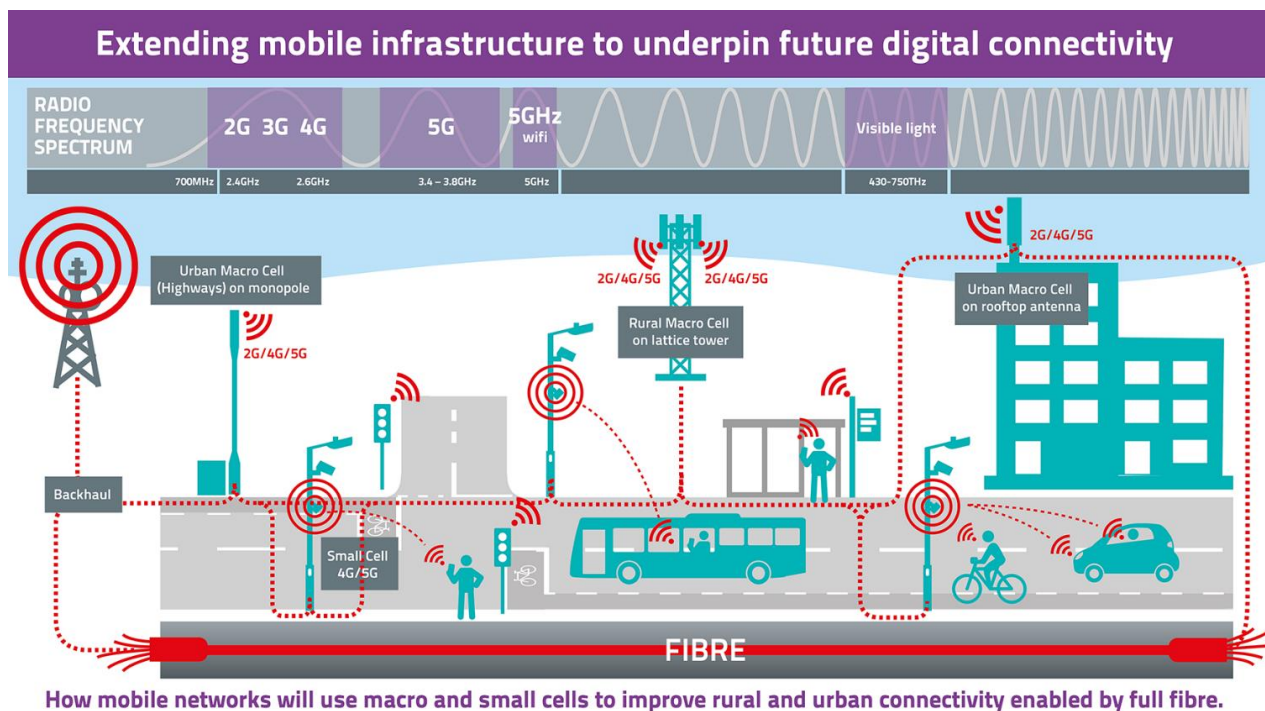 Extending mobile infrastructure to underpin future digital connectivity
RADIO
FREQUENCY
SPECTRUM
2G 3G 4G
5G
5GHz
wifi
Visible light
700MHz
2.4GHz
2.6GHz
3.4 – 3.8GHz
5GHz
430-750THz
2G/4G/5G
Urban Macro Cell
(Highways) on monopole
2G/4G/5G
2G/4G/5G
2G/4G/5G
Urban Macro Cell
on rooftop antenna
Rural Macro Cell
on lattice tower
Backhaul
Small Cell
4G/5G
FIBRE
How mobile networks will use macro and small cells to improve rural and urban connectivity enabled by full fibre.